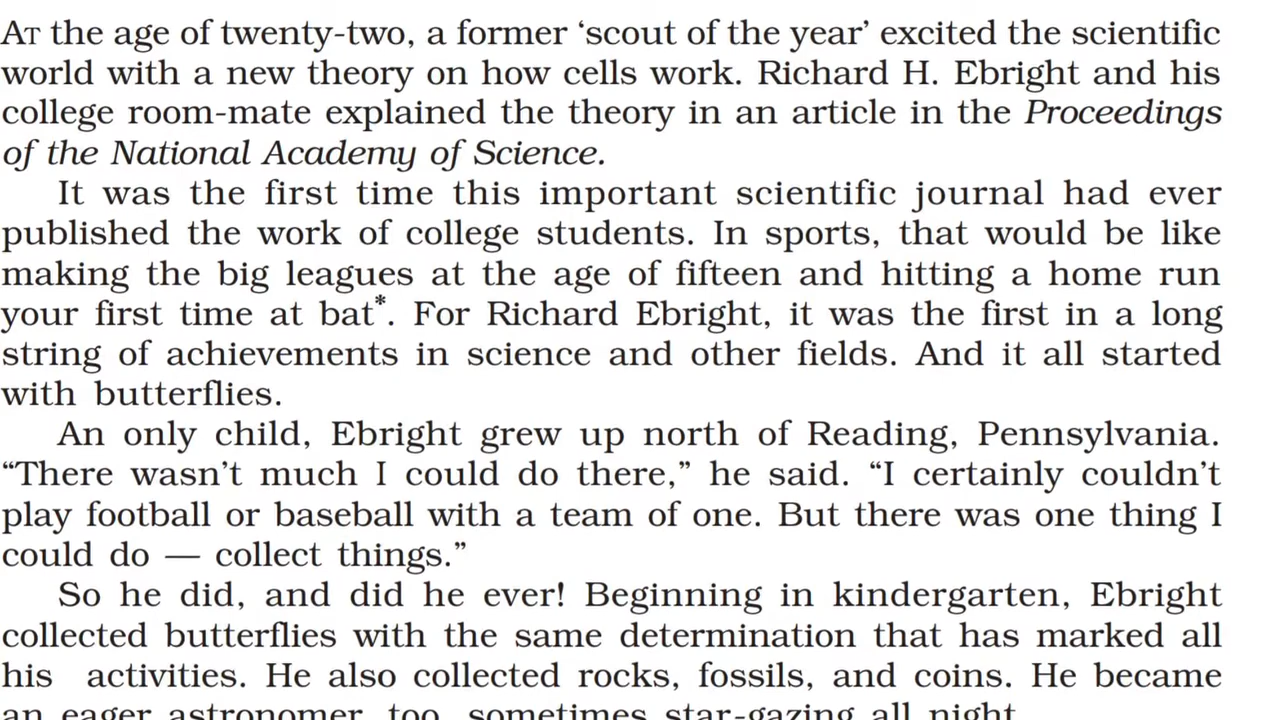 At the age of twenty-two, a former ‘scout of the year’ excited the scientific
world with a new theory on how cells work. Richard H. Ebright and his
college room-mate explained the theory in an article in the Proceedings
of the National Academy of Science.
It was the first time this important scientific journal had ever
published the work of college students. In sports, that would be like
making the big leagues at the age of fifteen and hitting a home run
your first time at bat*. For Richard Ebright, it was the first in a long
string of achievements in science and other fields. And it all started
with butterflies.
An only child, Ebright grew up north of Reading, Pennsylvania.
“There wasn’t much I could do there,” he said. “I certainly couldn’t
play football or baseball with a team of one. But there was one thing I
could do — collect things.”
So he did, and did he ever! Beginning in kindergarten, Ebright
collected butterflies with the same determination that has marked all
his activities. He also collected rocks, fossils, and coins. He became
an eager astronomer, too, sometimes star-gazing all night.